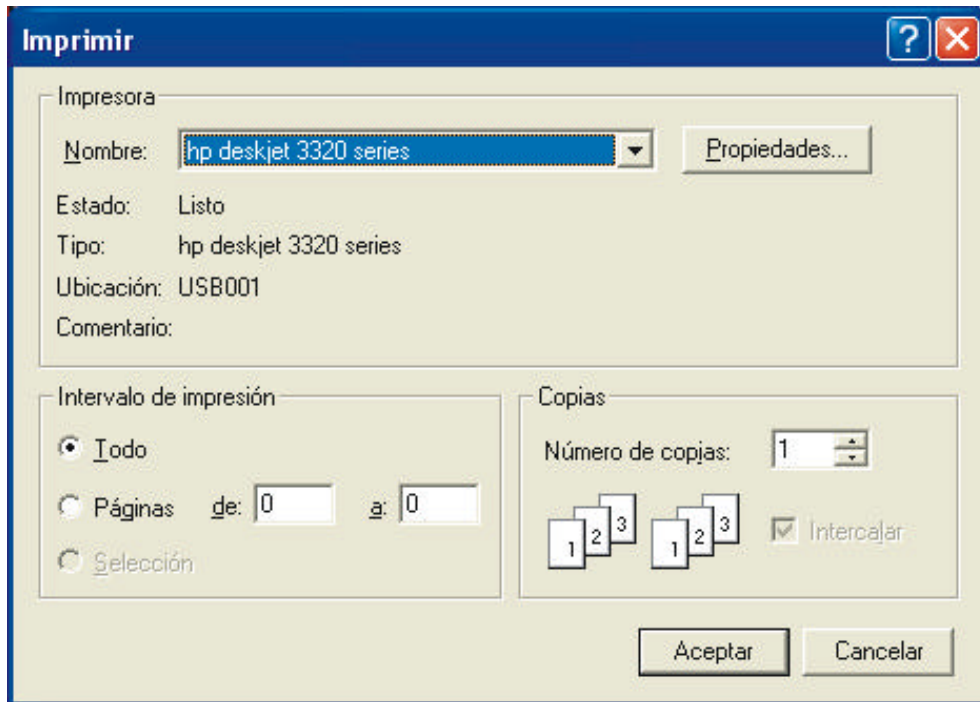 Imprimir
Impresora
Nombre: hp deskjet 3320 series Propiedades...
Estado: Listo
Tipo: hp deskjet 3320 series
Ubicación: USB001
Comentario:
Intervalo de impresión
Todo
Páginas de: 0 a: 0
Selección
Copias
Número de copias: 1
1 2 3 1 2 3 Intercalar
Aceptar Cancelar